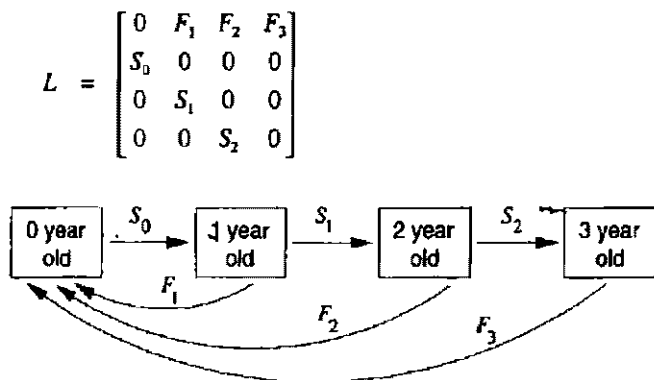 L = [0 F₁ F₂ F₃
S₀ 0 0 0
0 S₁ 0 0
0 0 S₂ 0]
S₀ S₁ S₂
0 year 1 year 2 year 3 year
old old old old
F₁
F₂
F₃